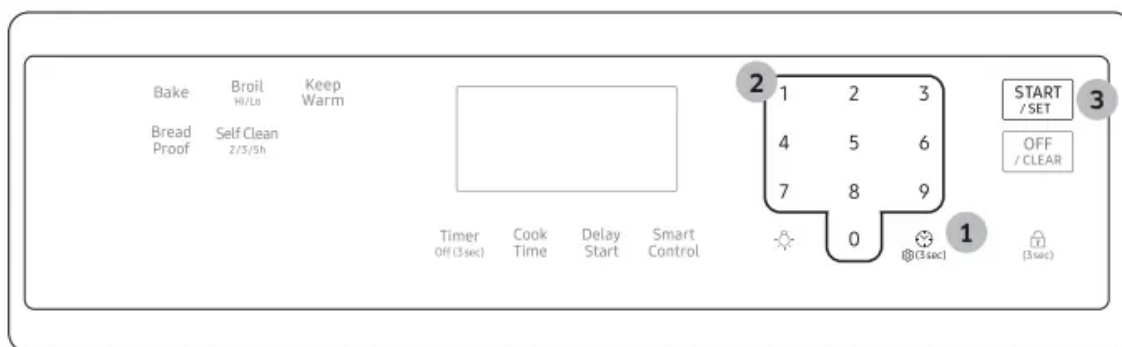 Bake
Broil
Hi/Lo
Keep
Warm
Bread
Proof
Self Clean
2/3/5h
Timer
Off (3 sec)
Cook
Time
Delay
Start
Smart
Control
2
1 2 3
4 5 6
7 8 9
0
(3 sec)
1
START
/ SET
3
OFF
/ CLEAR
(3 sec)